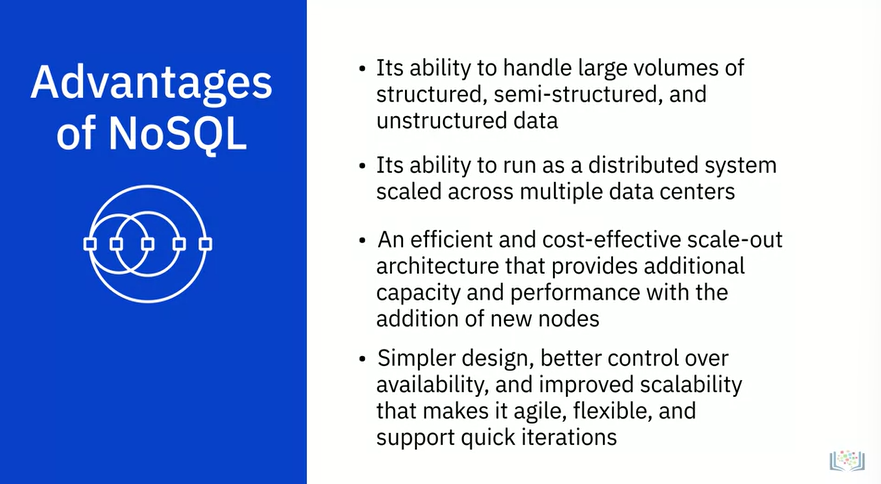 Advantages
of NoSQL
• Its ability to handle large volumes of
structured, semi-structured, and
unstructured data
• Its ability to run as a distributed system
scaled across multiple data centers
• An efficient and cost-effective scale-out
architecture that provides additional
capacity and performance with the
addition of new nodes
• Simpler design, better control over
availability, and improved scalability
that makes it agile, flexible, and
support quick iterations